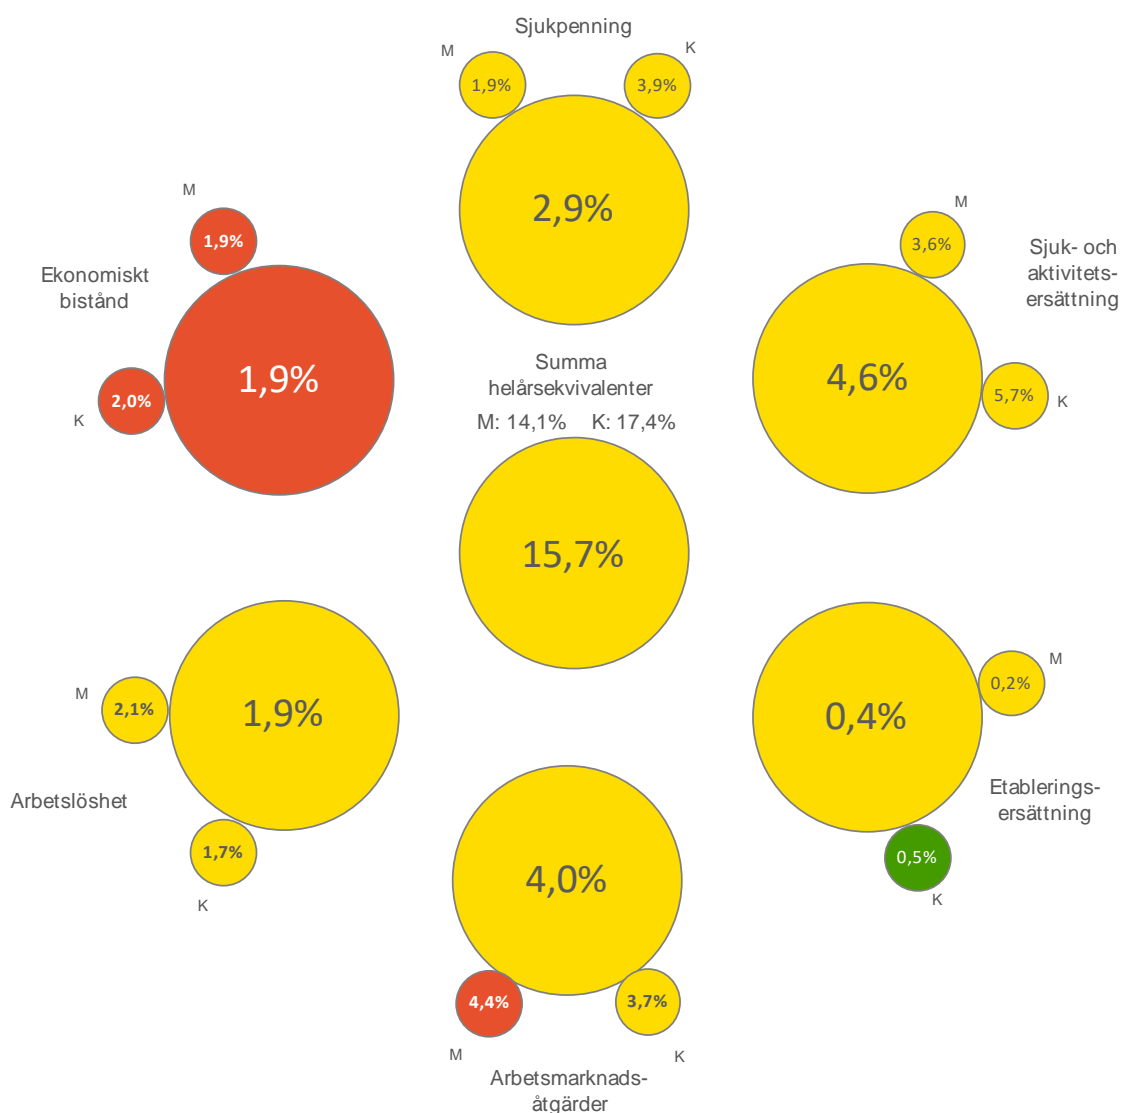 Sjukpenning
M
K
1,9%
3,9%
2,9%
M
1,9%
Ekonomiskt
bistånd
1,9%
2,0%
K
M
3,6%
Sjuk- och
aktivitets-
ersättning
4,6%
5,7%
K
Summa
helårsekvivalenter
M: 14,1% K: 17,4%
15,7%
M
2,1%
1,9%
Arbetslöshet
1,7%
K
M
0,2%
0,4%
Etablerings-
ersättning
0,5%
K
4,0%
4,4%
3,7%
M
K
Arbetsmarknads-
åtgärder